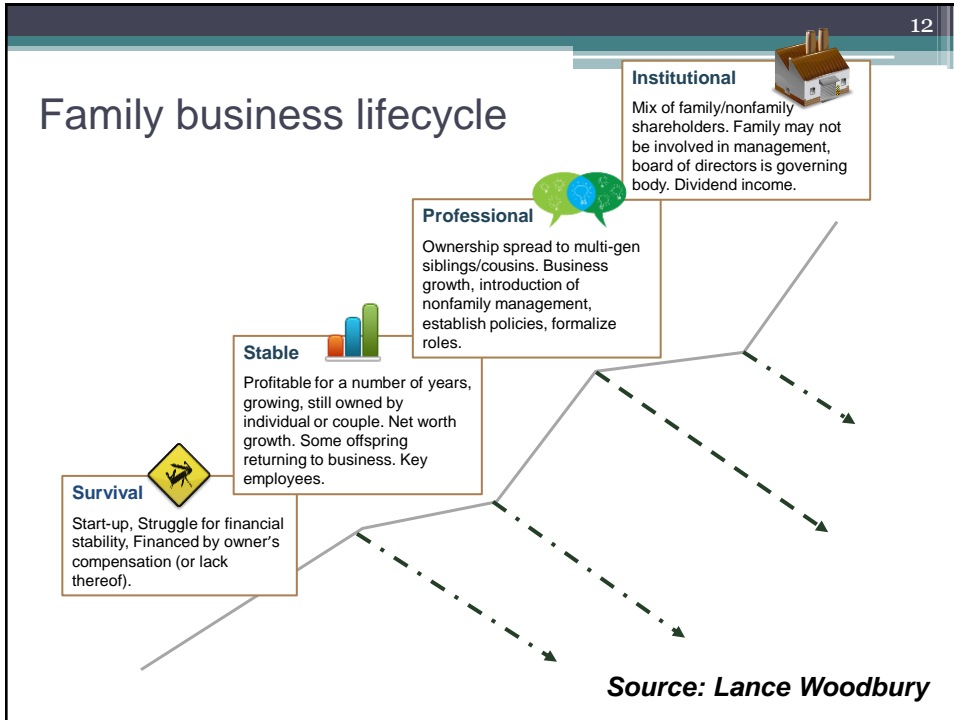 12
Family business lifecycle
Institutional
Mix of family/nonfamily
shareholders. Family may not
be involved in management,
board of directors is governing
body. Dividend income.
Professional
Ownership spread to multi-gen
siblings/cousins. Business
growth, introduction of
nonfamily management,
establish policies, formalize
roles.
Stable
Profitable for a number of years,
growing, still owned by
individual or couple. Net worth
growth. Some offspring
returning to business. Key
employees.
Survival
Start-up, Struggle for financial
stability, Financed by owner’s
compensation (or lack
thereof).
Source: Lance Woodbury